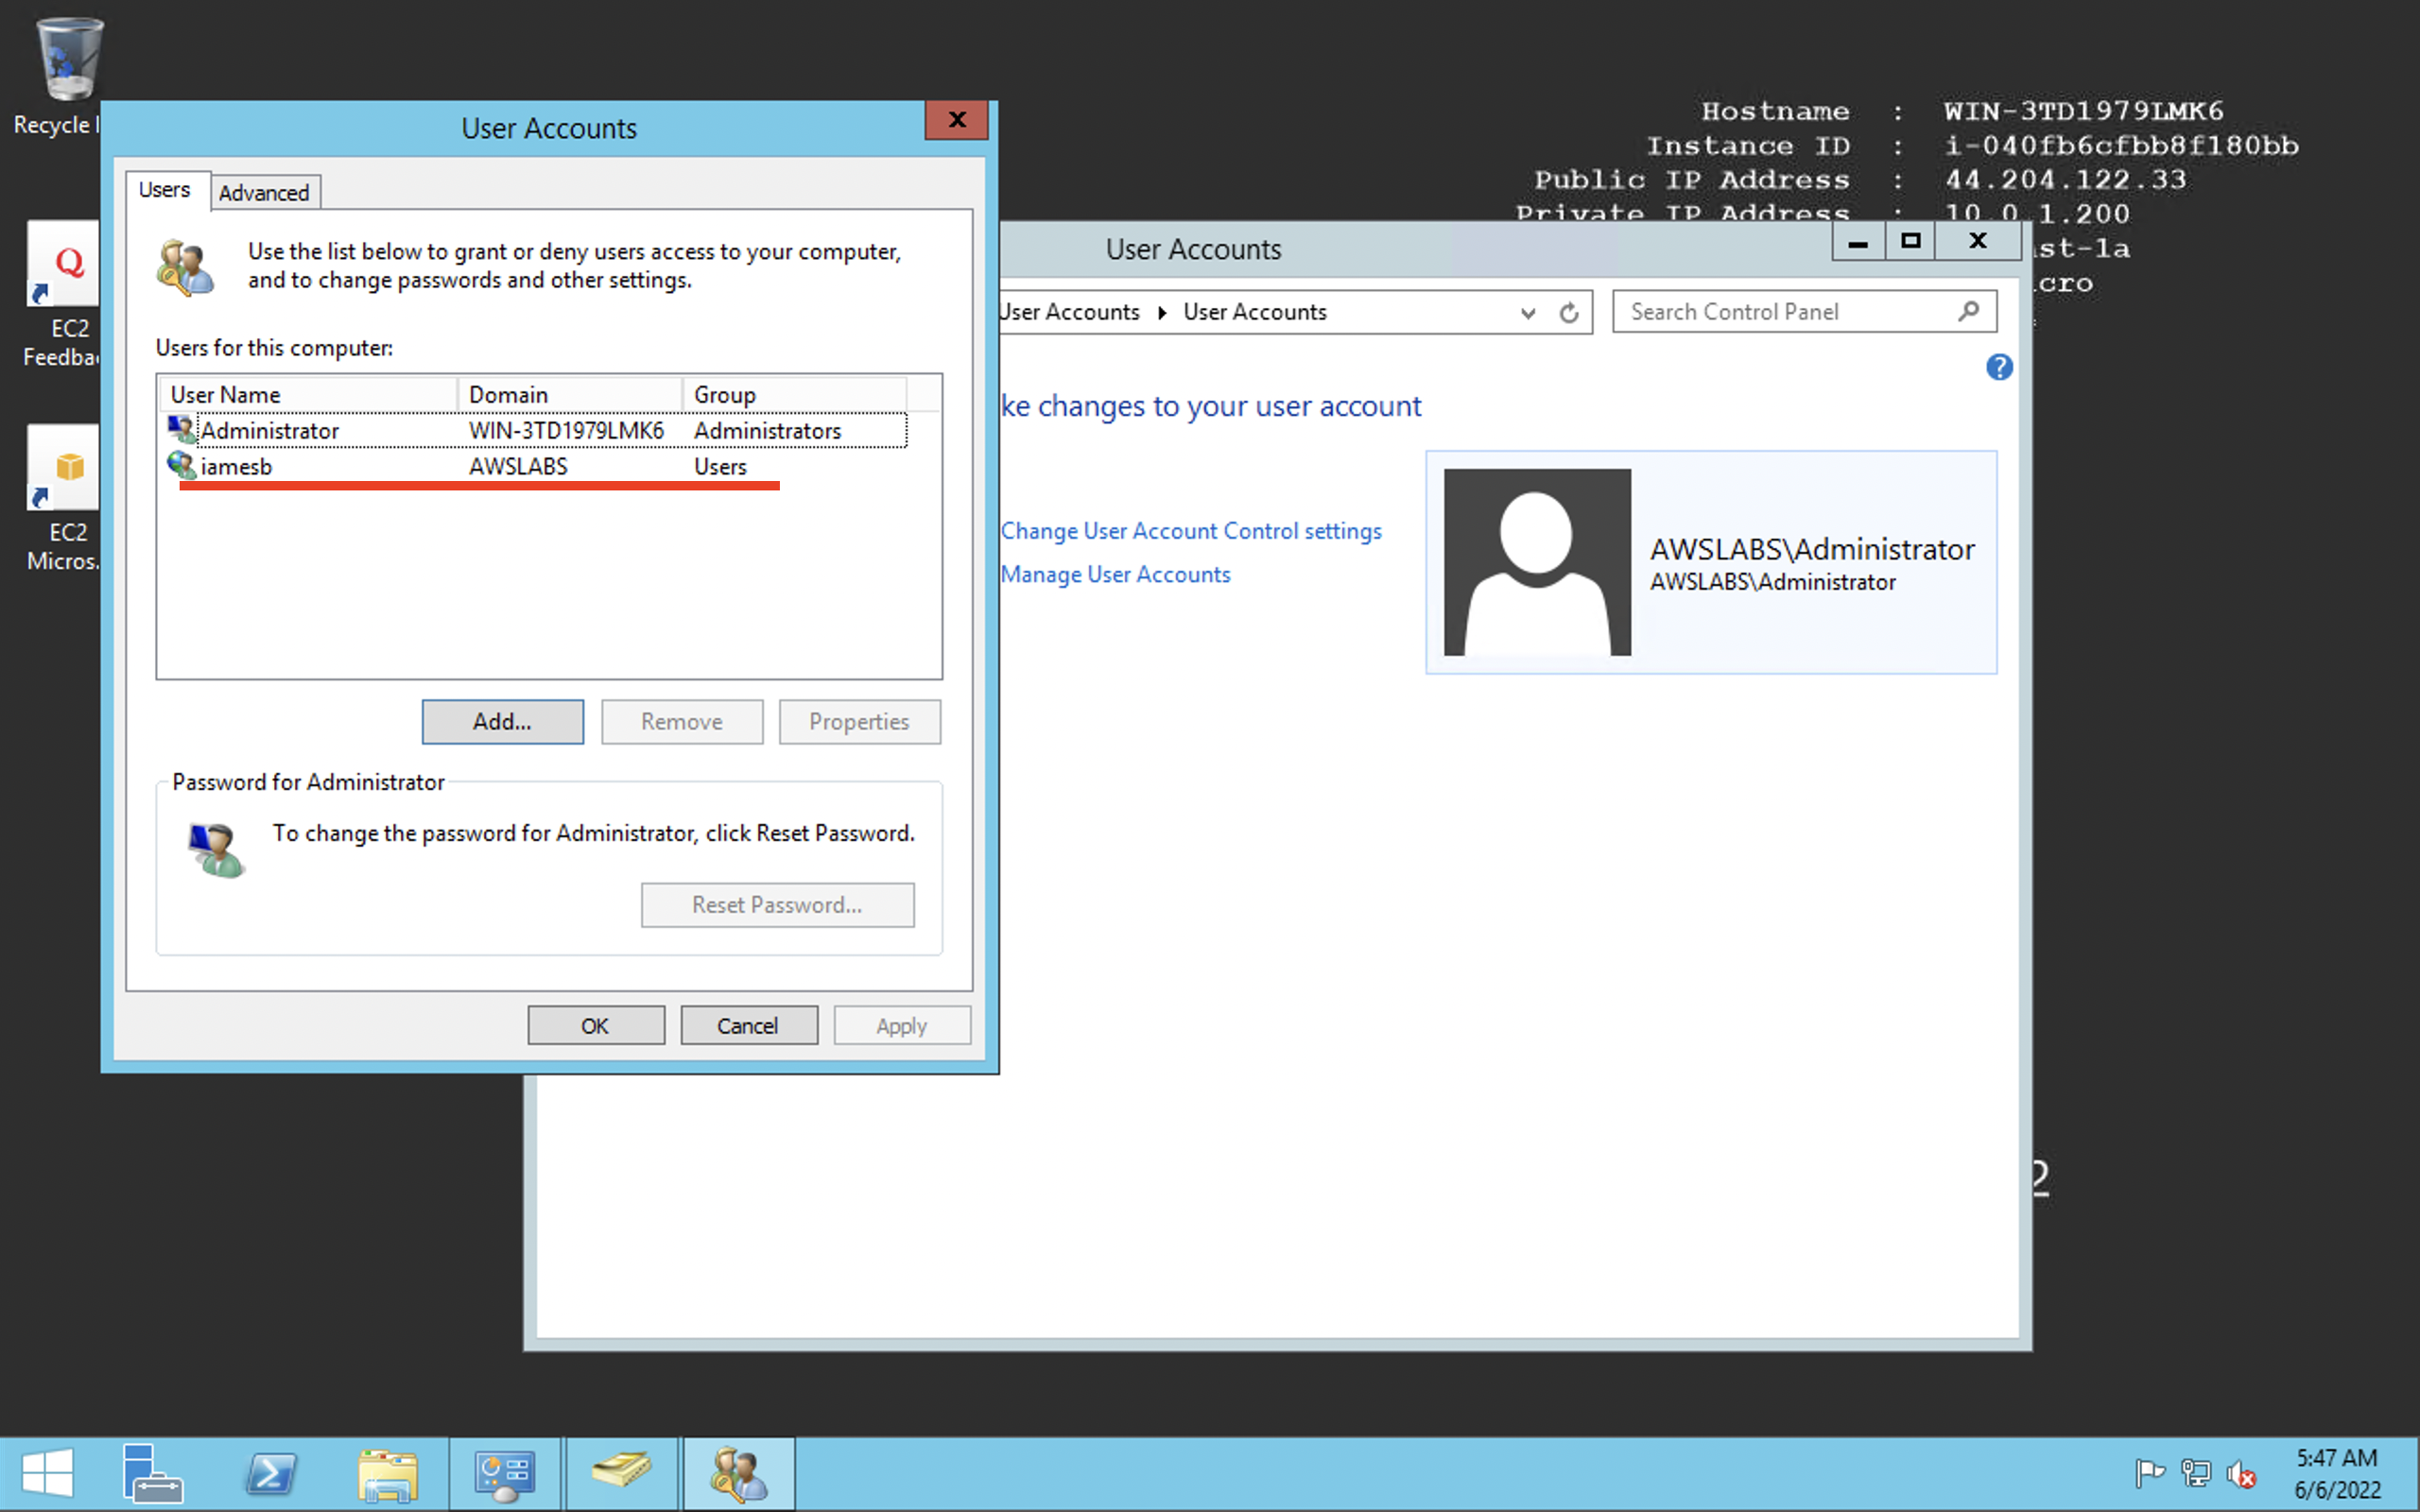 Recycle
EC2
Feedba
EC2
Micros.
Hostname : WIN-3TD1979LMK6
Instance ID : i-040fb6cfbb8f180bb
Public IP Address : 44.204.122.33
Private IP Address : 10.0.1.200
st-1a
cro
User Accounts
Users
Advanced
Use the list below to grant or deny users access to your computer,
and to change passwords and other settings.
Users for this computer:
User Name Domain Group
Administrator WIN-3TD1979LMK6 Administrators
iamesb AWSLABS Users
Add...
Remove
Properties
Password for Administrator
To change the password for Administrator, click Reset Password.
Reset Password...
OK
Cancel
Apply
User Accounts
User Accounts User Accounts
Search Control Panel
ke changes to your user account
Change User Account Control settings
Manage User Accounts
AWSLABS\Administrator
AWSLABS\Administrator
2
5:47 AM
6/6/2022